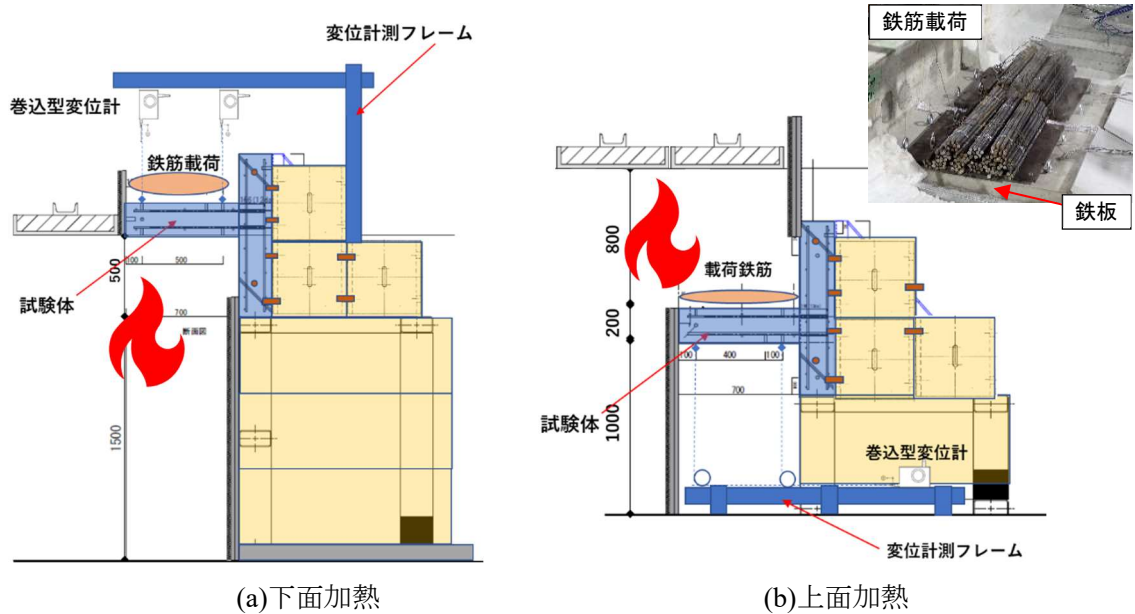 変位計測フレーム
巻込型変位計
鉄筋載荷
500
100
500
試験体
700
断面図
1500
(a)下面加熱
鉄筋載荷
鉄板
800
載荷鉄筋
200
400
100
700
試験体
1000
巻込型変位計
変位計測フレーム
(b)上面加熱